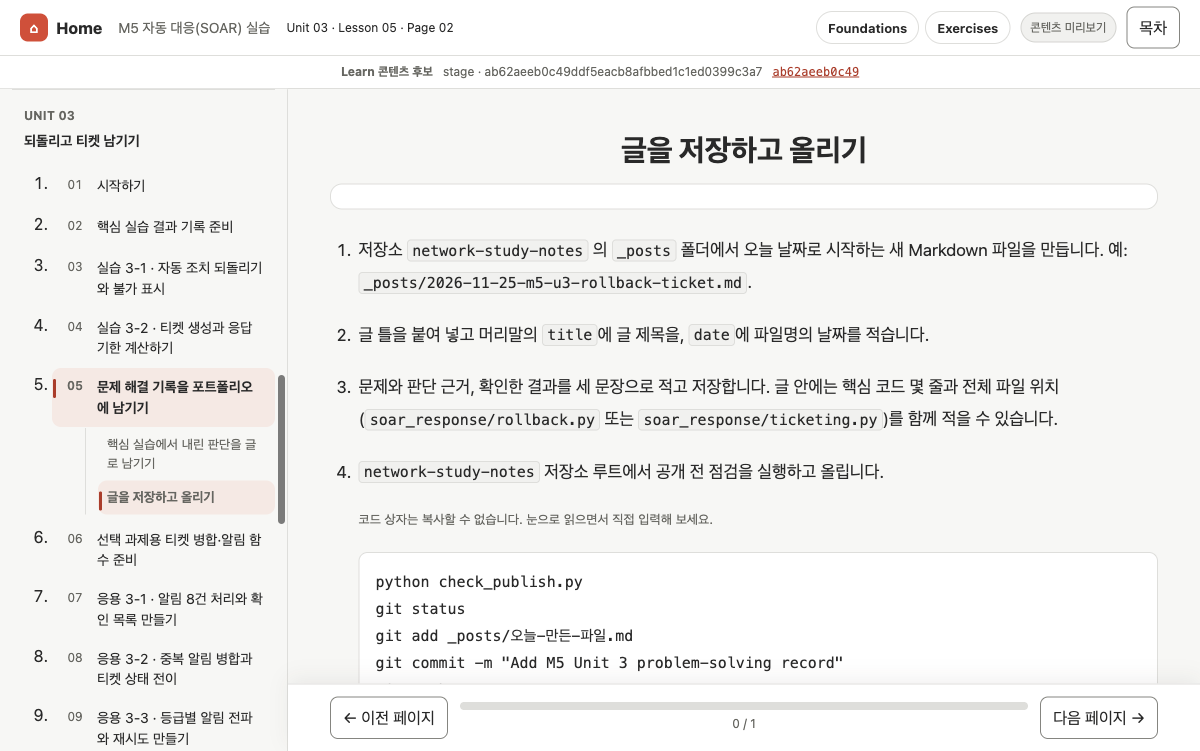 Home
M5 자동 대응(SOAR) 실습
Unit 03 · Lesson 05 · Page 02
Foundations
Exercises
콘텐츠 미리보기
목차
Learn 콘텐츠 후보 stage · ab62aeeb0c49ddf5eacb8afbbed1c1ed0399c3a7 ab62aeeb0c49
UNIT 03
되돌리고 티켓 남기기
1. 01 시작하기
2. 02 핵심 실습 결과 기록 준비
3. 03 실습 3-1 · 자동 조치 되돌리기
와 불가 표시
4. 04 실습 3-2 · 티켓 생성과 응답
기한 계산하기
5. 05 문제 해결 기록을 포트폴리오
에 남기기
핵심 실습에서 내린 판단을 글
로 남기기
글을 저장하고 올리기
6. 06 선택 과제용 티켓 병합·알림 함
수 준비
7. 07 응용 3-1 · 알림 8건 처리와 확
인 목록 만들기
8. 08 응용 3-2 · 중복 알림 병합과
티켓 상태 전이
9. 09 응용 3-3 · 등급별 알림 전파
와 재시도 만들기
글을 저장하고 올리기
1. 저장소 network-study-notes 의 _posts 폴더에서 오늘 날짜로 시작하는 새 Markdown 파일을 만듭니다. 예:
_posts/2026-11-25-m5-u3-rollback-ticket.md.
2. 글 틀을 붙여 넣고 머리말의 title에 글 제목을, date에 파일명의 날짜를 적습니다.
3. 문제와 판단 근거, 확인한 결과를 세 문장으로 적고 저장합니다. 글 안에는 핵심 코드 몇 줄과 전체 파일 위치
(soar_response/rollback.py 또는 soar_response/ticketing.py)를 함께 적을 수 있습니다.
4. network-study-notes 저장소 루트에서 공개 전 점검을 실행하고 올립니다.
코드 상자는 복사할 수 없습니다. 눈으로 읽으면서 직접 입력해 보세요.
python check_publish.py
git status
git add _posts/오늘-만든-파일.md
git commit -m "Add M5 Unit 3 problem-solving record"
← 이전 페이지
0 / 1
다음 페이지 →